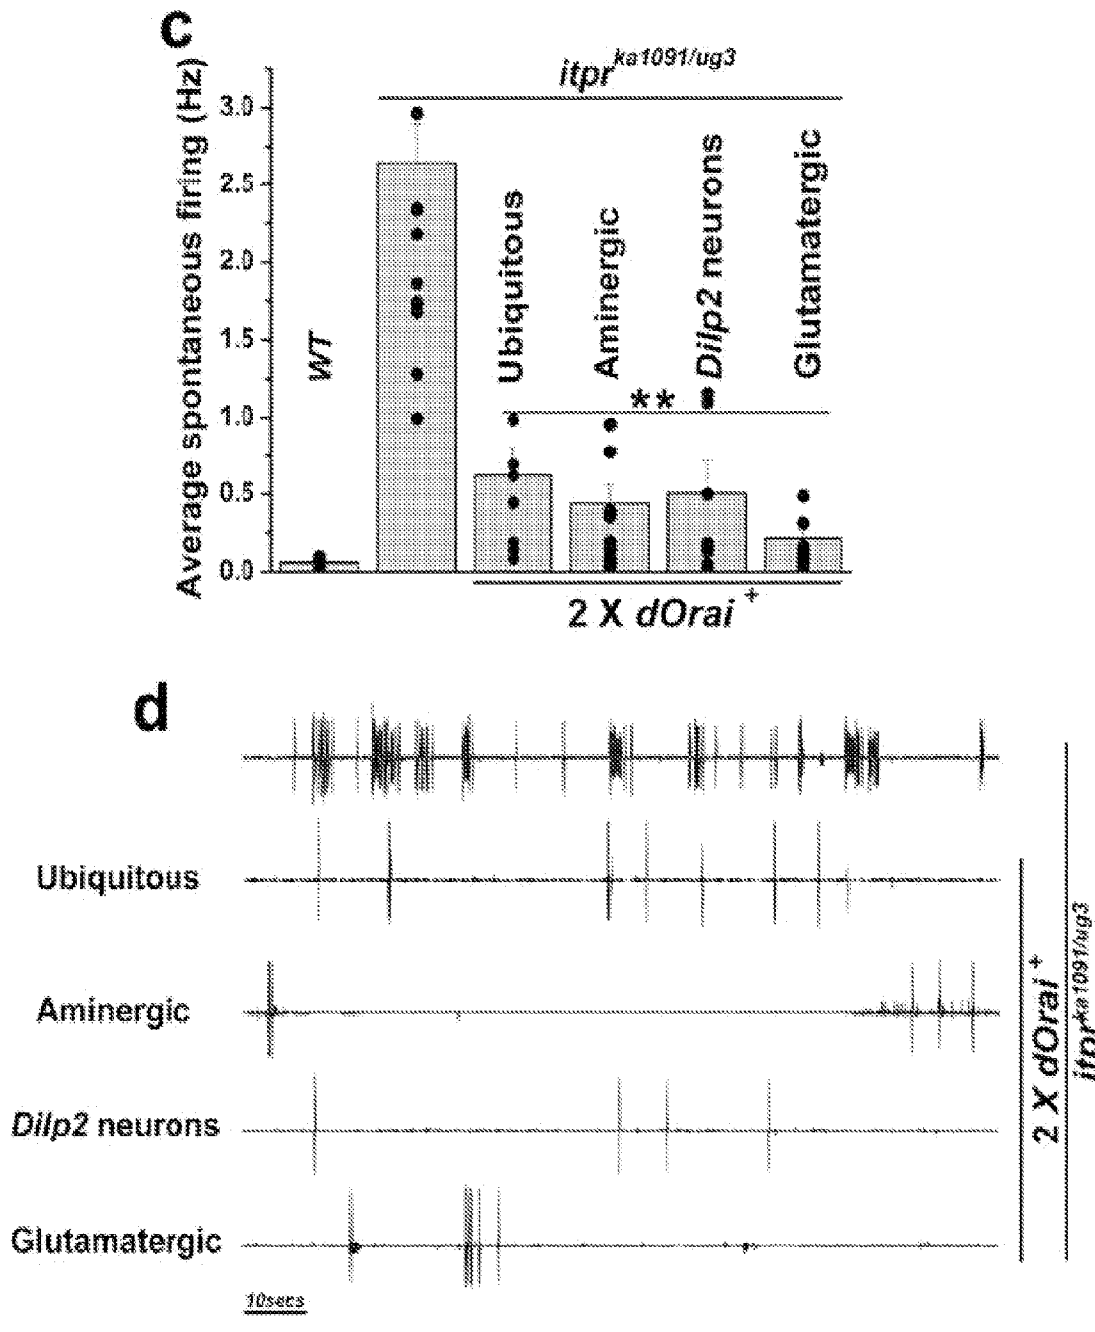 c
itpr ka1091/ug3
Average spontaneous firing (Hz)
3.0
2.5
2.0
1.5
1.0
0.5
0.0
WT
Ubiquitous
Aminergic
Dilp2 neurons
Glutamatergic
**
2 X dOrai +
d
Ubiquitous
Aminergic
Dilp2 neurons
Glutamatergic
10secs
2 X dOrai +
itpr ka1091/ug3